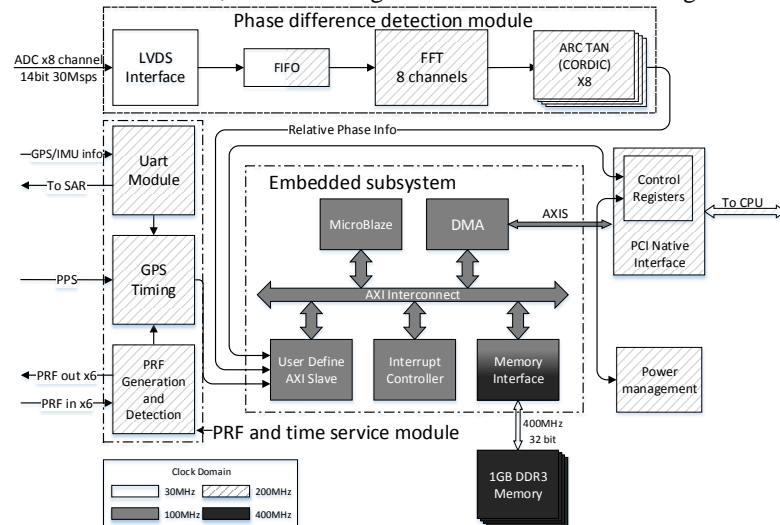 Phase difference detection module
ADC x8 channel
14bit 30Msps
LVDS
Interface
FIFO
FFT
8 channels
ARC TAN
(CORDIC)
X8
Relative Phase Info
GPS/IMU info
To SAR
Uart
Module
Embedded subsystem
Control
Registers
To CPU
MicroBlaze
DMA
AXIS
PCI Native
Interface
PPS
GPS
Timing
AXI Interconnect
PRF out x6
PRF in x6
PRF
Generation
and
Detection
User Define
AXI Slave
Interrupt
Controller
Memory
Interface
Power
management
PRF and time service module
400MHz
32 bit
1GB DDR3
Memory
Clock Domain
30MHz
200MHz
100MHz
400MHz